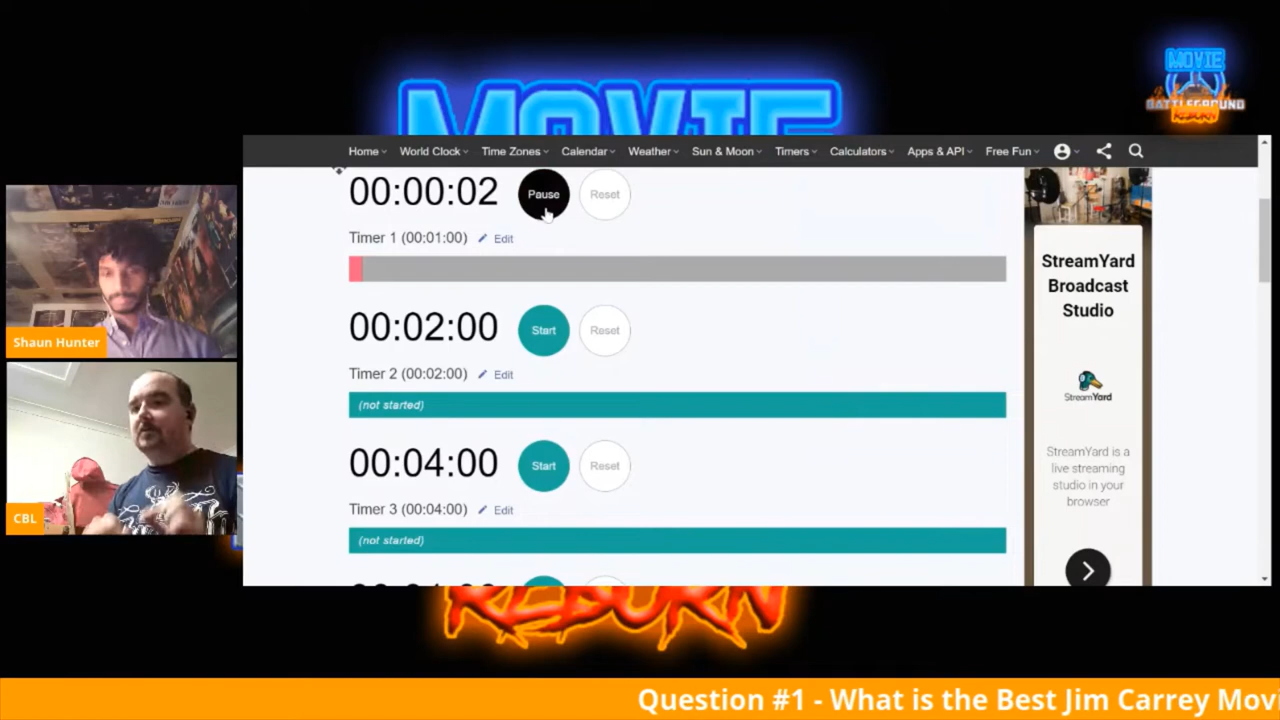 MOVIE
MOVIE
BATTLEGROUND
REBORN
Home World Clock Time Zones Calendar Weather Sun & Moon Timers Calculators Apps & API Free Fun
00:00:02 Pause Reset
Timer 1 (00:01:00) Edit
00:02:00 Start Reset
Timer 2 (00:02:00) Edit
(not started)
00:04:00 Start Reset
Timer 3 (00:04:00) Edit
(not started)
StreamYard
Broadcast
Studio
StreamYard
StreamYard is a
live streaming
studio in your
browser
Shaun Hunter
CBL
REBORN
Question #1 - What is the Best Jim Carrey Movi